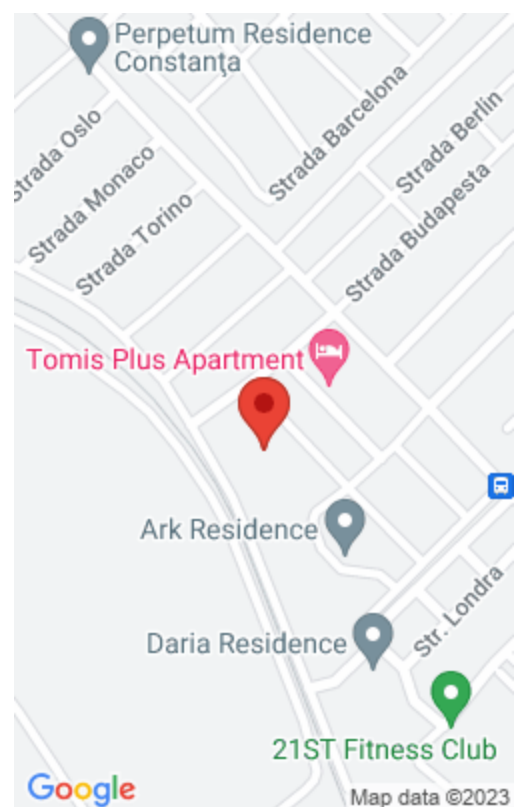 Perpetum Residence
Constanţa
Strada Barcelona
Strada Berlin
Strada Oslo
Strada Monaco
Strada Torino
Strada Budapesta
Tomis Plus Apartment
Ark Residence
Daria Residence
Str. Londra
21ST Fitness Club
Google
Map data ©2023